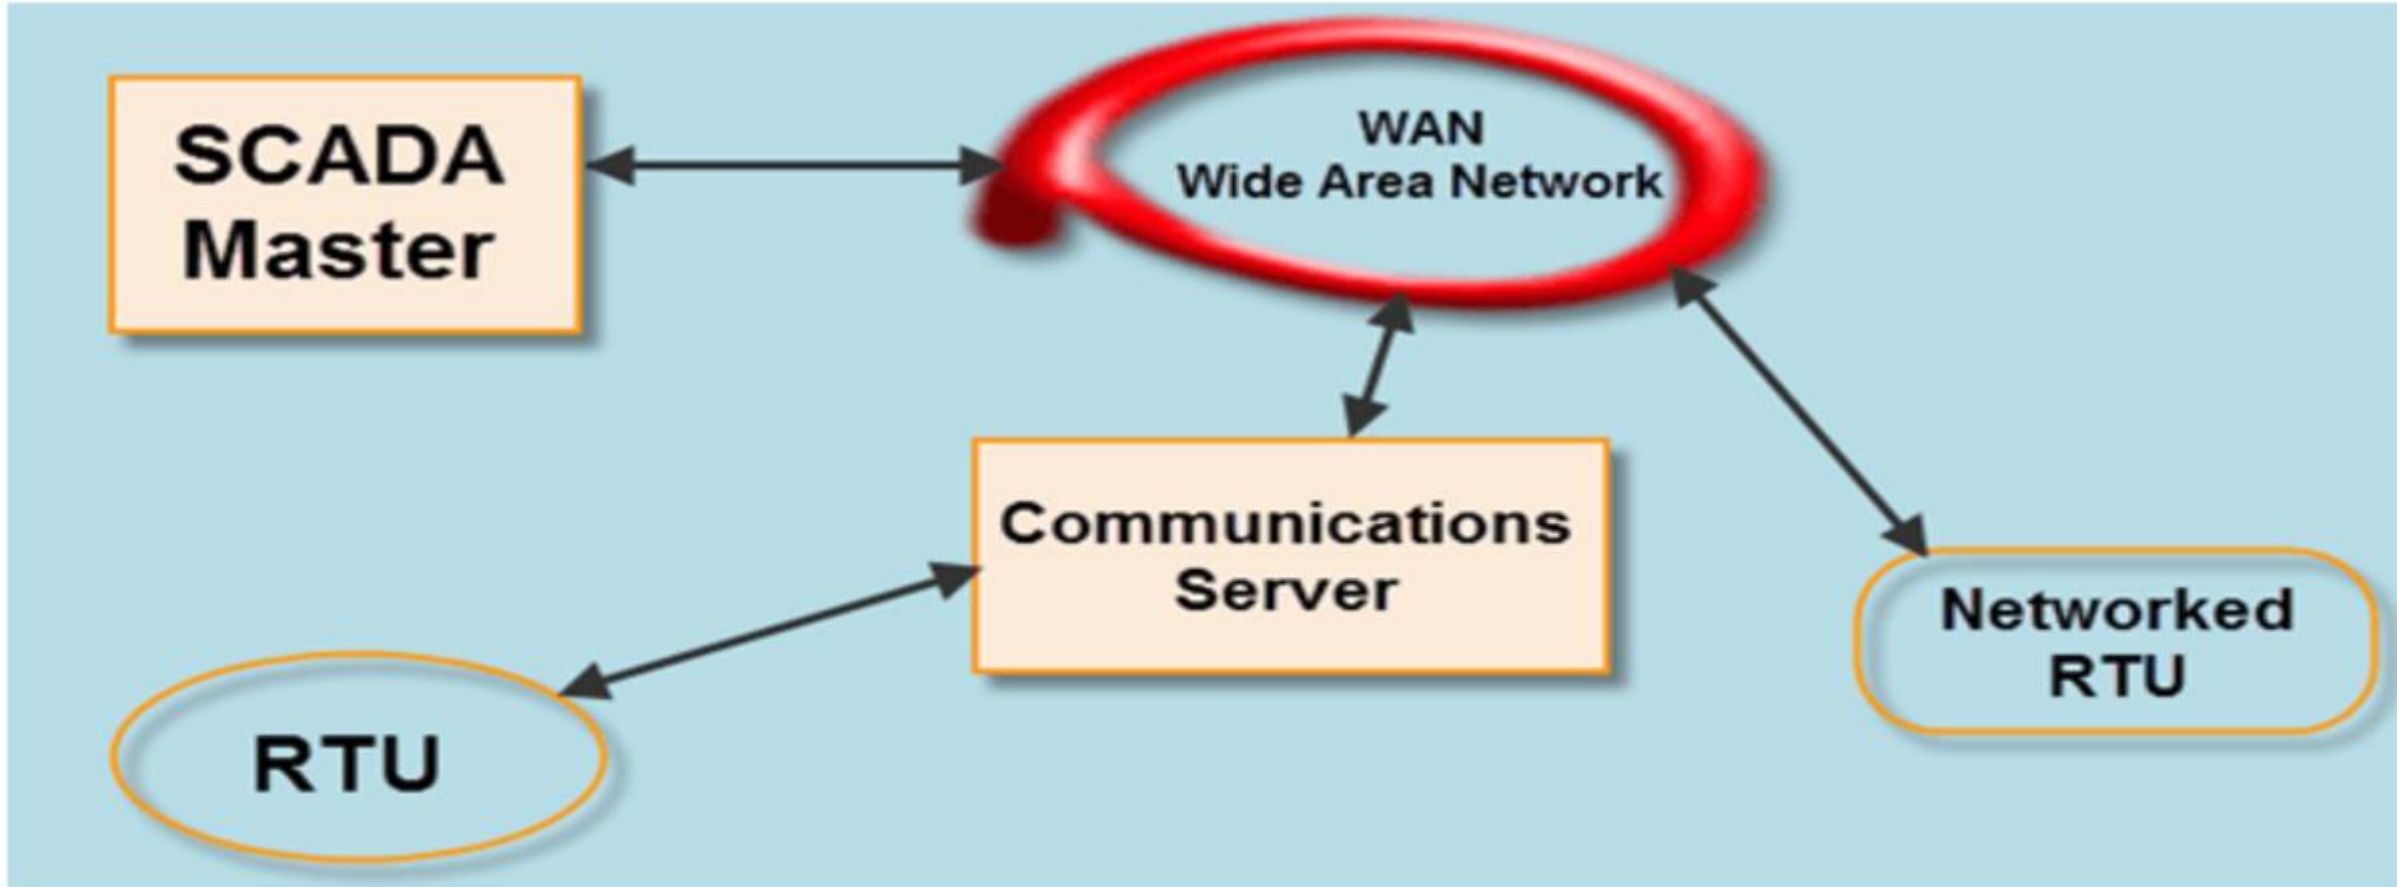 SCADA
Master
WAN
Wide Area Network
Communications
Server
Networked
RTU
RTU